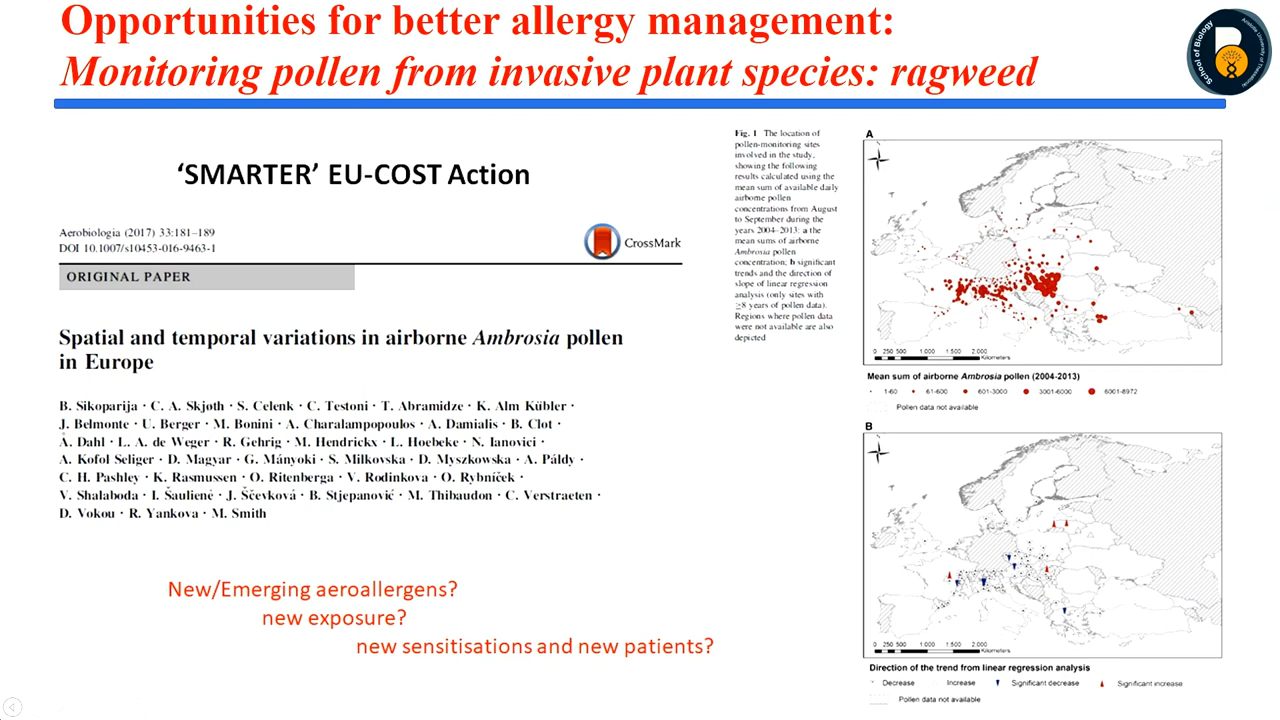 Opportunities for better allergy management:
Monitoring pollen from invasive plant species: ragweed
School of Biology
'SMARTER' EU-COST Action
Aerobiologia (2017) 33:181–189
DOI 10.1007/s10453-016-9463-1
CrossMark
ORIGINAL PAPER
Spatial and temporal variations in airborne Ambrosia pollen
in Europe
B. Sikoparija · C. A. Skjøth · S. Celenk · C. Testoni · T. Abramidze · K. Alm Kübler ·
J. Belmonte · U. Berger · M. Bonini · A. Charalampopoulos · A. Damialis · B. Clot ·
Å. Dahl · L. A. de Weger · R. Gehrig · M. Hendrickx · L. Hoebeke · N. Ianovici ·
A. Kofol Seliger · D. Magyar · G. Mányoki · S. Milkovska · D. Myszkowska · A. Páldy ·
C. H. Pashley · K. Rasmussen · O. Ritenberga · V. Rodinkova · O. Rybníček ·
V. Shalaboda · I. Šaulienė · J. Ščevková · B. Stjepanović · M. Thibaudon · C. Verstraeten ·
D. Vokou · R. Yankova · M. Smith
New/Emerging aeroallergens?
new exposure?
new sensitisations and new patients?
Fig. 1 The location of
pollen-monitoring sites
involved in the study,
showing the following
results calculated using the
mean sum of available daily
airborne pollen
concentrations from August
to September during the
years 2004–2013: a the
mean sums of airborne
Ambrosia pollen
concentration; b significant
trends and the direction of
slope of linear regression
analysis (only sites with
≥8 years of pollen data).
Regions where pollen data
were not available are also
depicted
A
0 250 500 1 000 1 500 2,000
Kilometers
Mean sum of airborne Ambrosia pollen (2004-2013)
1-60 61-600 601-3000 3001-6000 6001-8972
Pollen data not available
B
0 250 500 1 000 1 500 2,000
Kilometers
Direction of the trend from linear regression analysis
Decrease Increase Significant decrease Significant increase
Pollen data not available